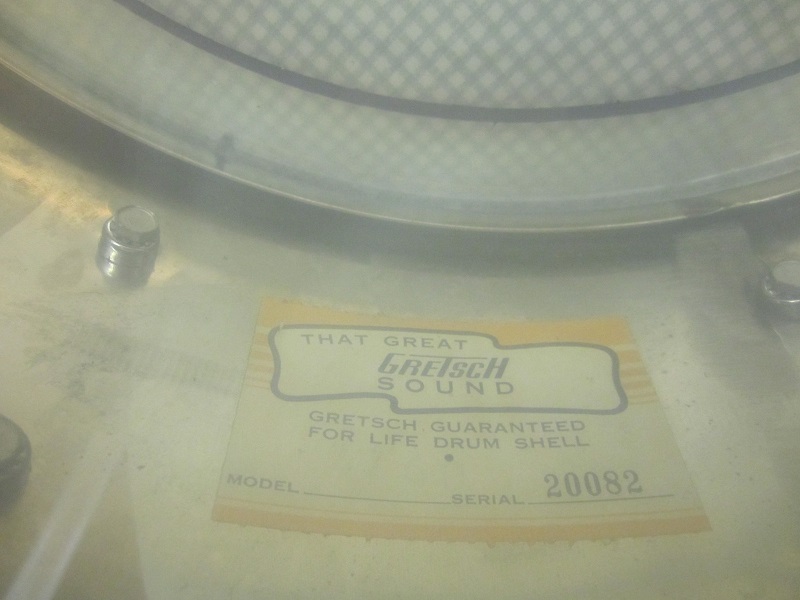 THAT GREAT
GRETSCH
SOUND
GRETSCH GUARANTEED
FOR LIFE DRUM SHELL
MODEL SERIAL 20082